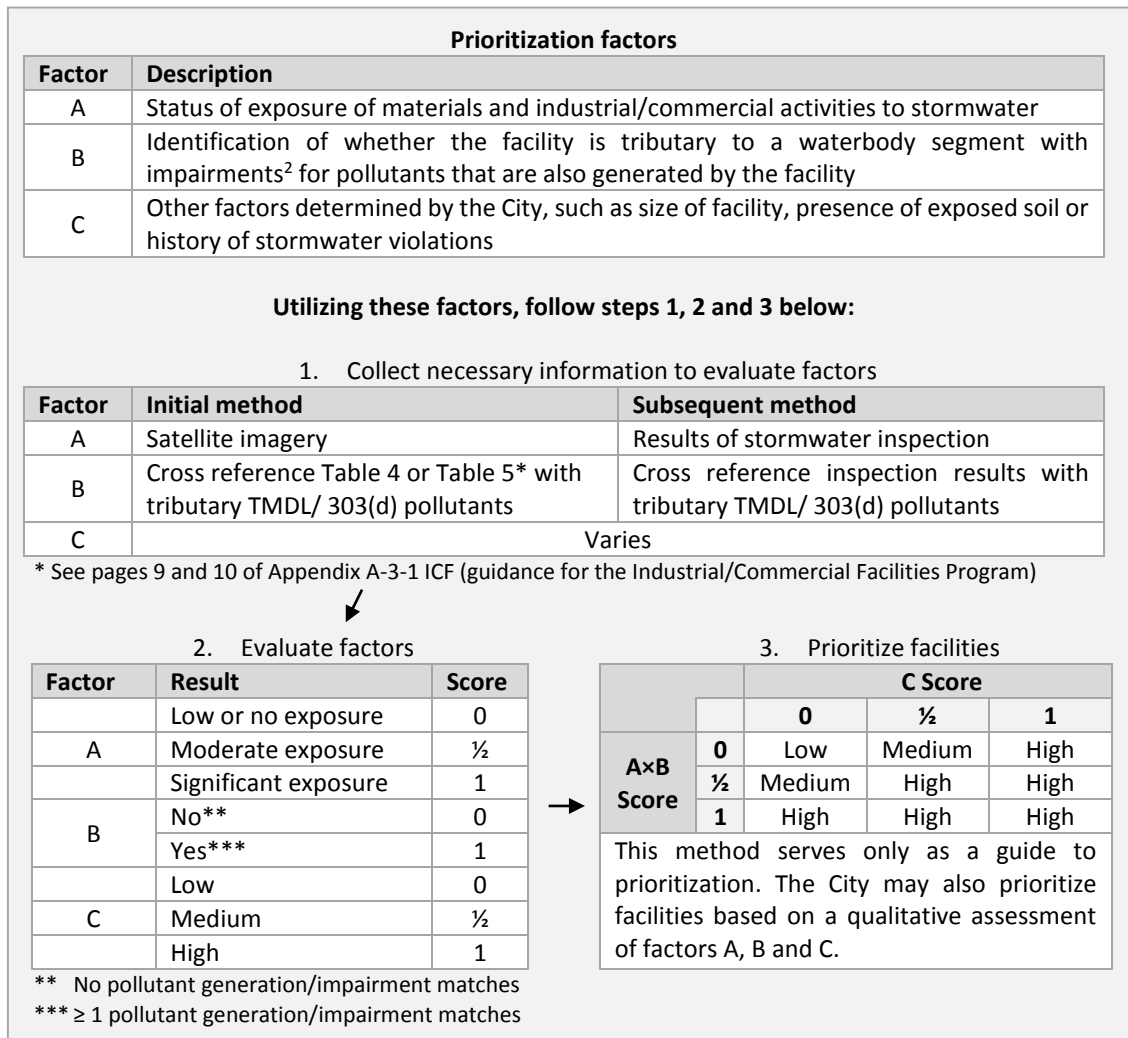 Prioritization factors
Factor Description
A Status of exposure of materials and industrial/commercial activities to stormwater
B Identification of whether the facility is tributary to a waterbody segment with
impairments2 for pollutants that are also generated by the facility
C Other factors determined by the City, such as size of facility, presence of exposed soil or
history of stormwater violations
Utilizing these factors, follow steps 1, 2 and 3 below:
1. Collect necessary information to evaluate factors
Factor Initial method Subsequent method
A Satellite imagery Results of stormwater inspection
B Cross reference Table 4 or Table 5* with
tributary TMDL/ 303(d) pollutants
Cross reference inspection results with
tributary TMDL/ 303(d) pollutants
C Varies
* See pages 9 and 10 of Appendix A-3-1 ICF (guidance for the Industrial/Commercial Facilities Program)
2. Evaluate factors
Factor Result Score
Low or no exposure 0
A Moderate exposure ½
Significant exposure 1
B
No** 0
Yes*** 1
Low 0
C Medium ½
High 1
** No pollutant generation/impairment matches
*** ≥ 1 pollutant generation/impairment matches
3. Prioritize facilities
C Score
0 ½ 1
A×B
Score
0 Low Medium High
½ Medium High High
1 High High High
This method serves only as a guide to
prioritization. The City may also prioritize
facilities based on a qualitative assessment
of factors A, B and C.